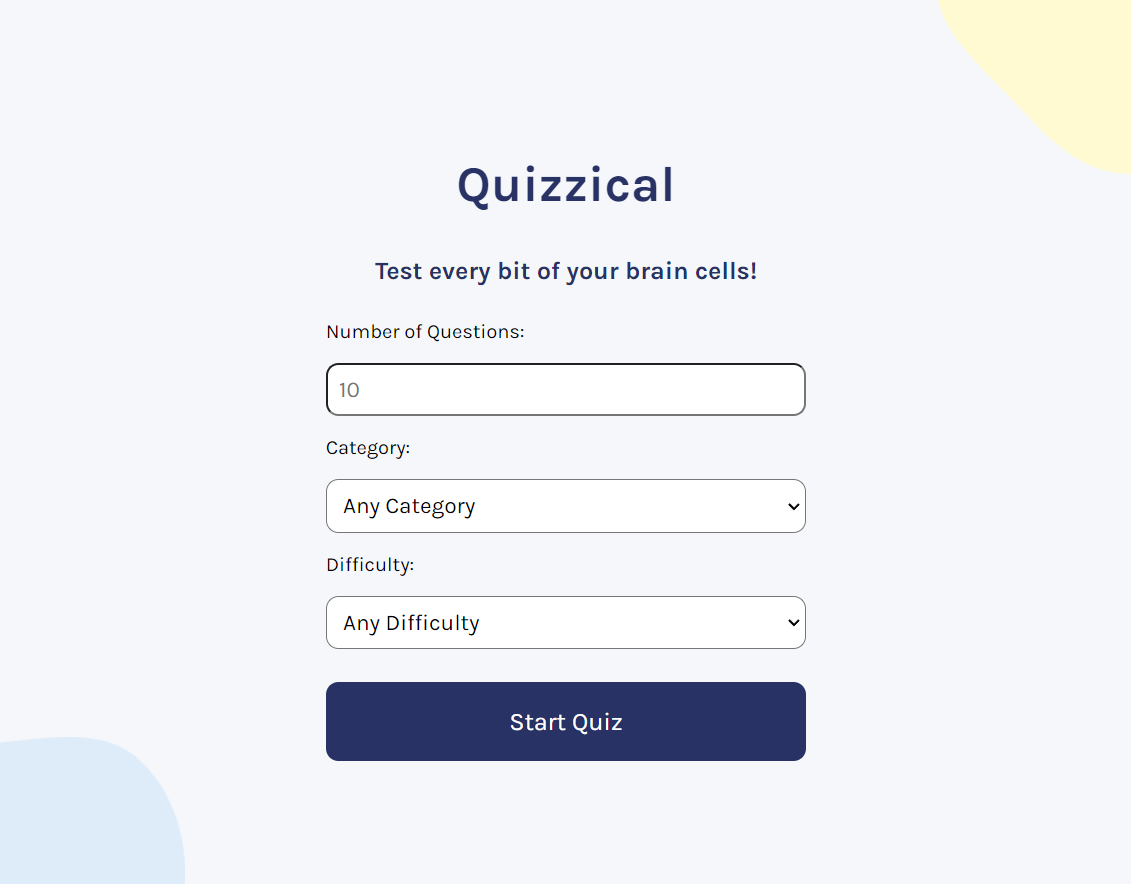 Quizzical
Test every bit of your brain cells!
Number of Questions:
10
Category:
Any Category
Difficulty:
Any Difficulty
Start Quiz